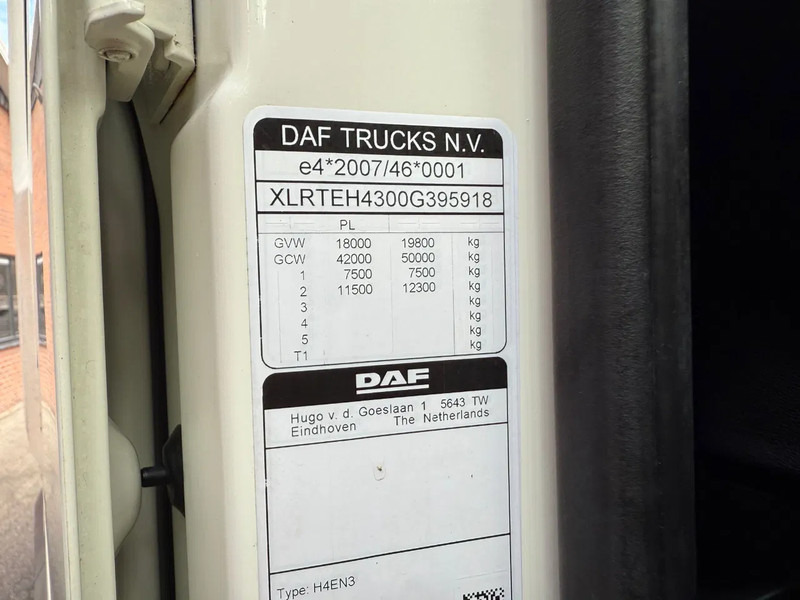 DAF TRUCKS N.V.
e4*2007/46*0001
XLRTEH4300G395918
PL
GVW 18000 19800 kg
GCW 42000 50000 kg
1 7500 7500 kg
2 11500 12300 kg
3 kg
4 kg
5 kg
T1 kg
DAF
Hugo v. d. Goeslaan 1 5643 TW
Eindhoven The Netherlands
Type: H4EN3